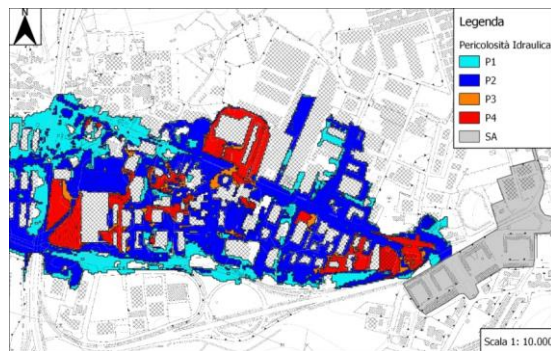 N
Legenda
Pericolosità Idraulica
P1
P2
P3
P4
SA
Scala 1: 10.000